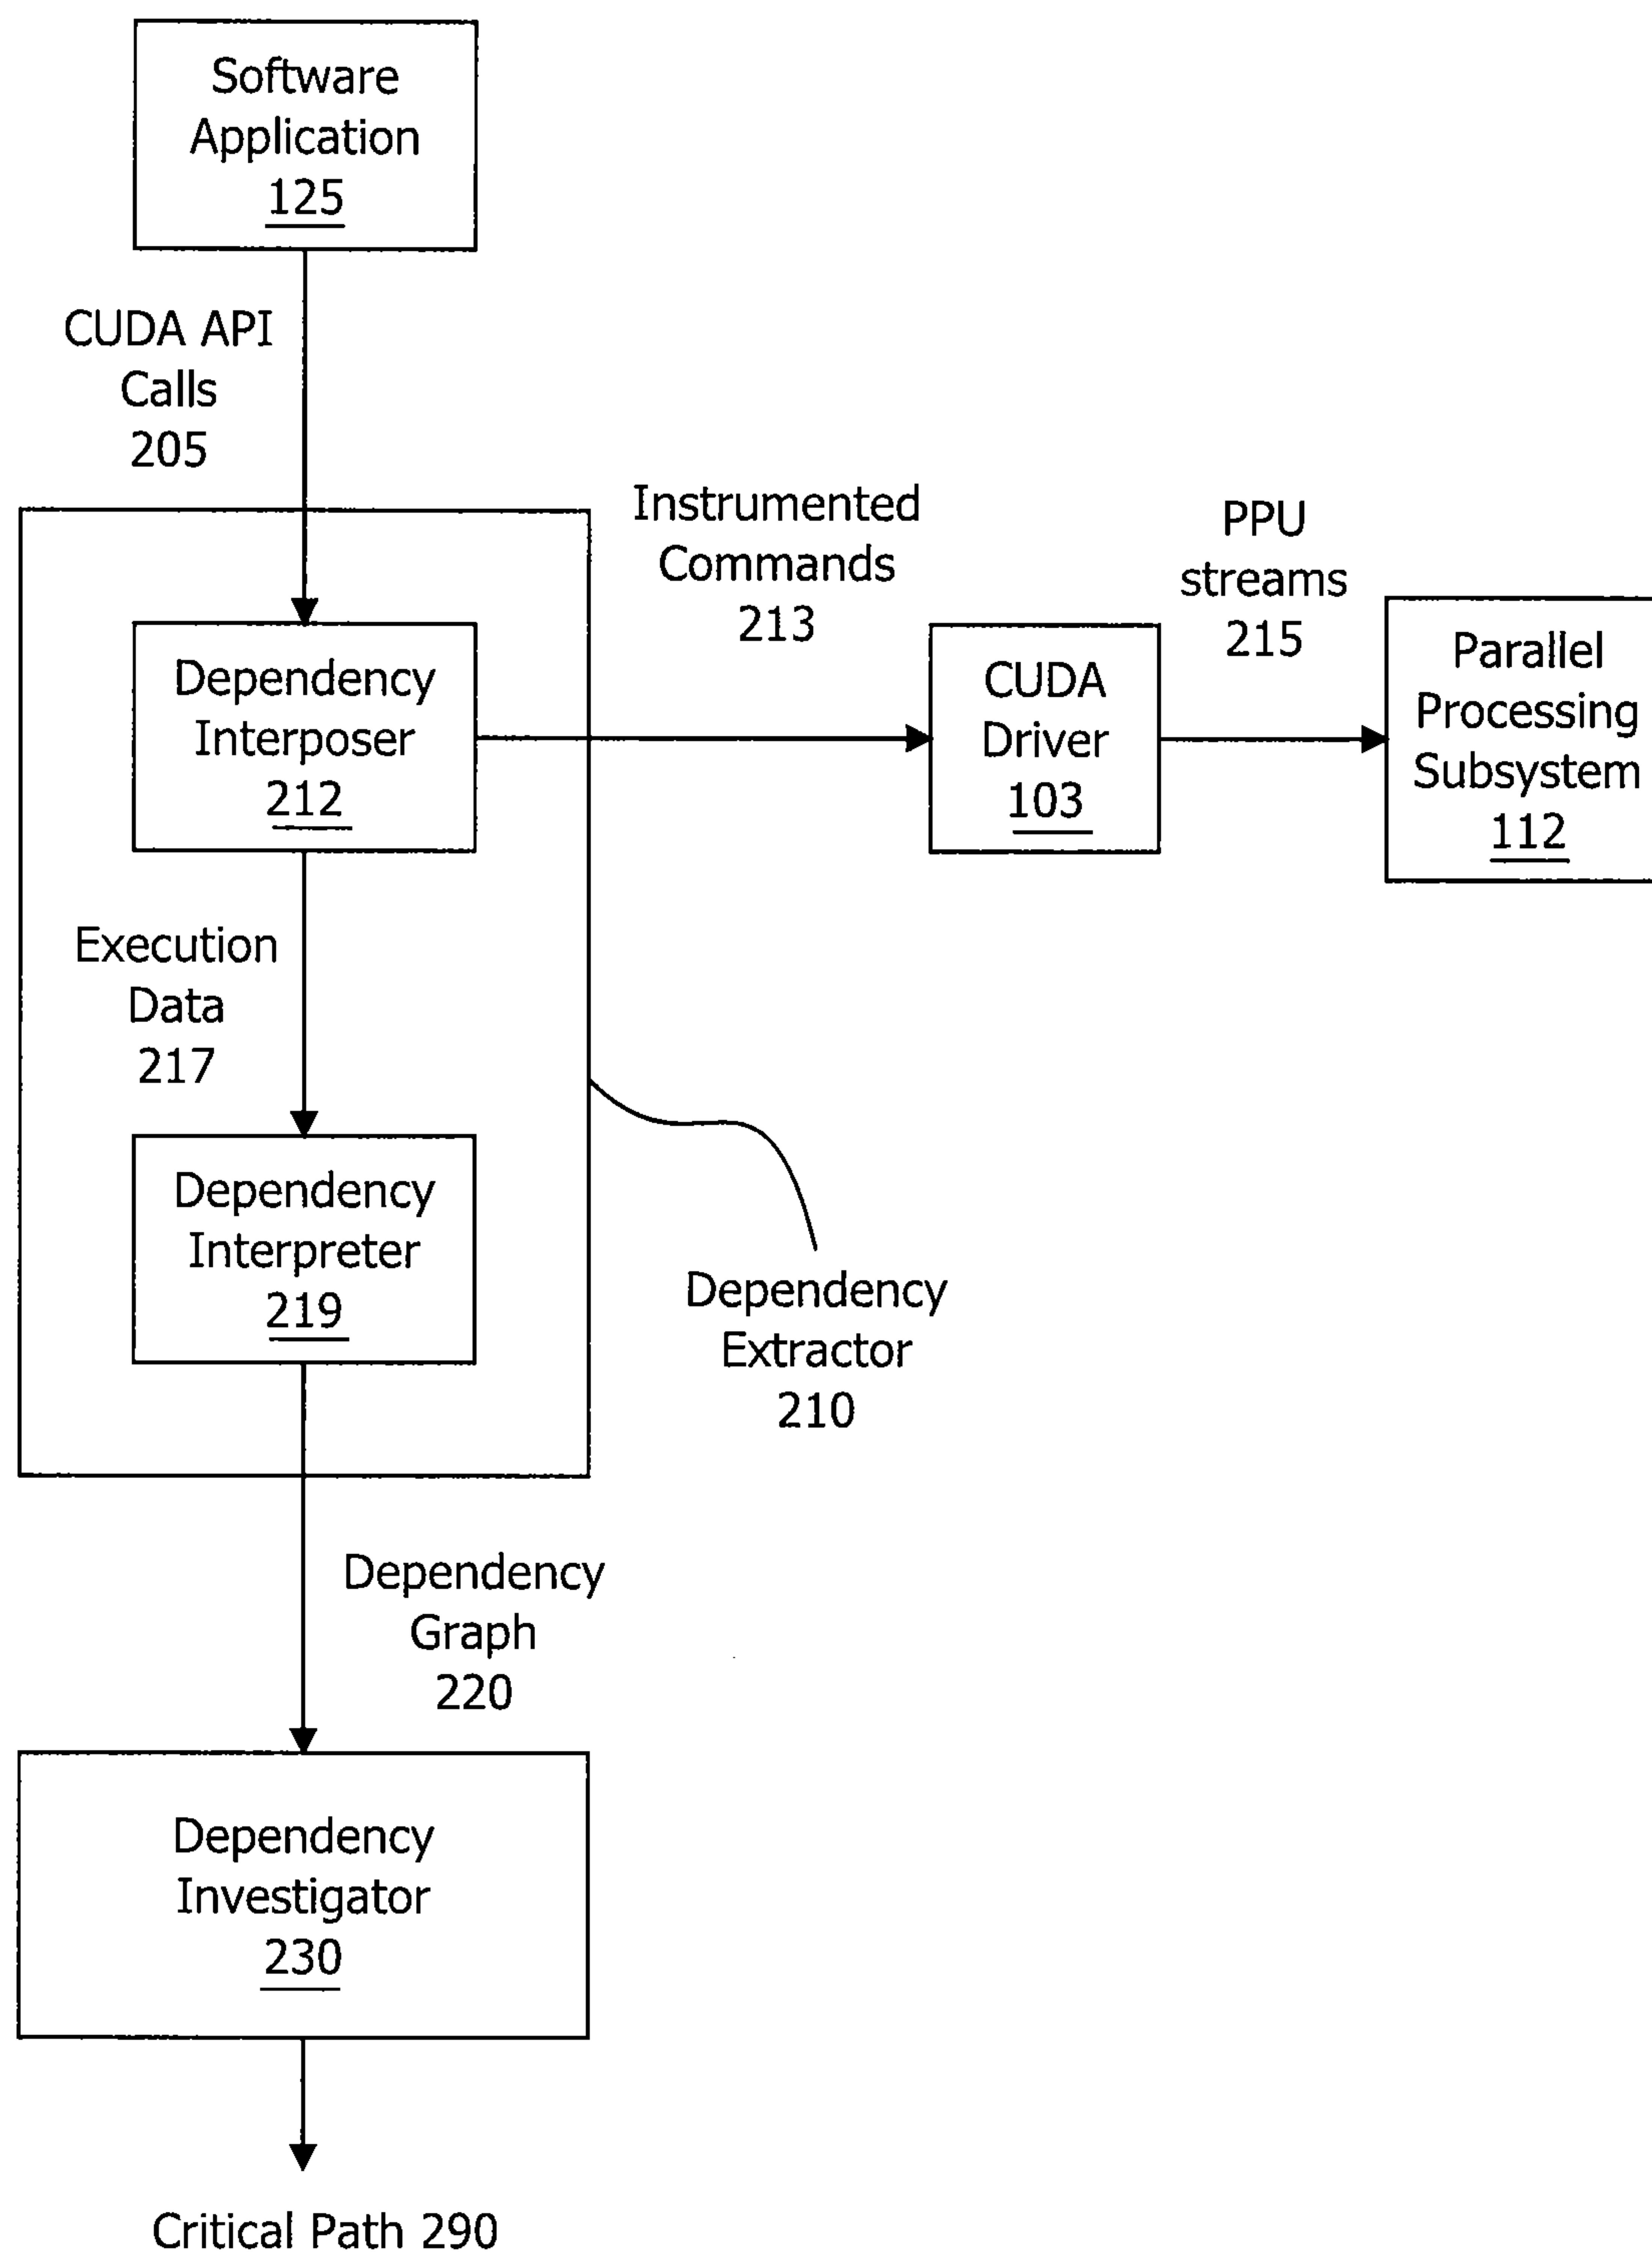 Software
Application
125
CUDA API
Calls
205
Instrumented
Commands
213
PPU
streams
215
Dependency
Interposer
212
CUDA
Driver
103
Parallel
Processing
Subsystem
112
Execution
Data
217
Dependency
Interpreter
219
Dependency
Extractor
210
Dependency
Graph
220
Dependency
Investigator
230
Critical Path 290